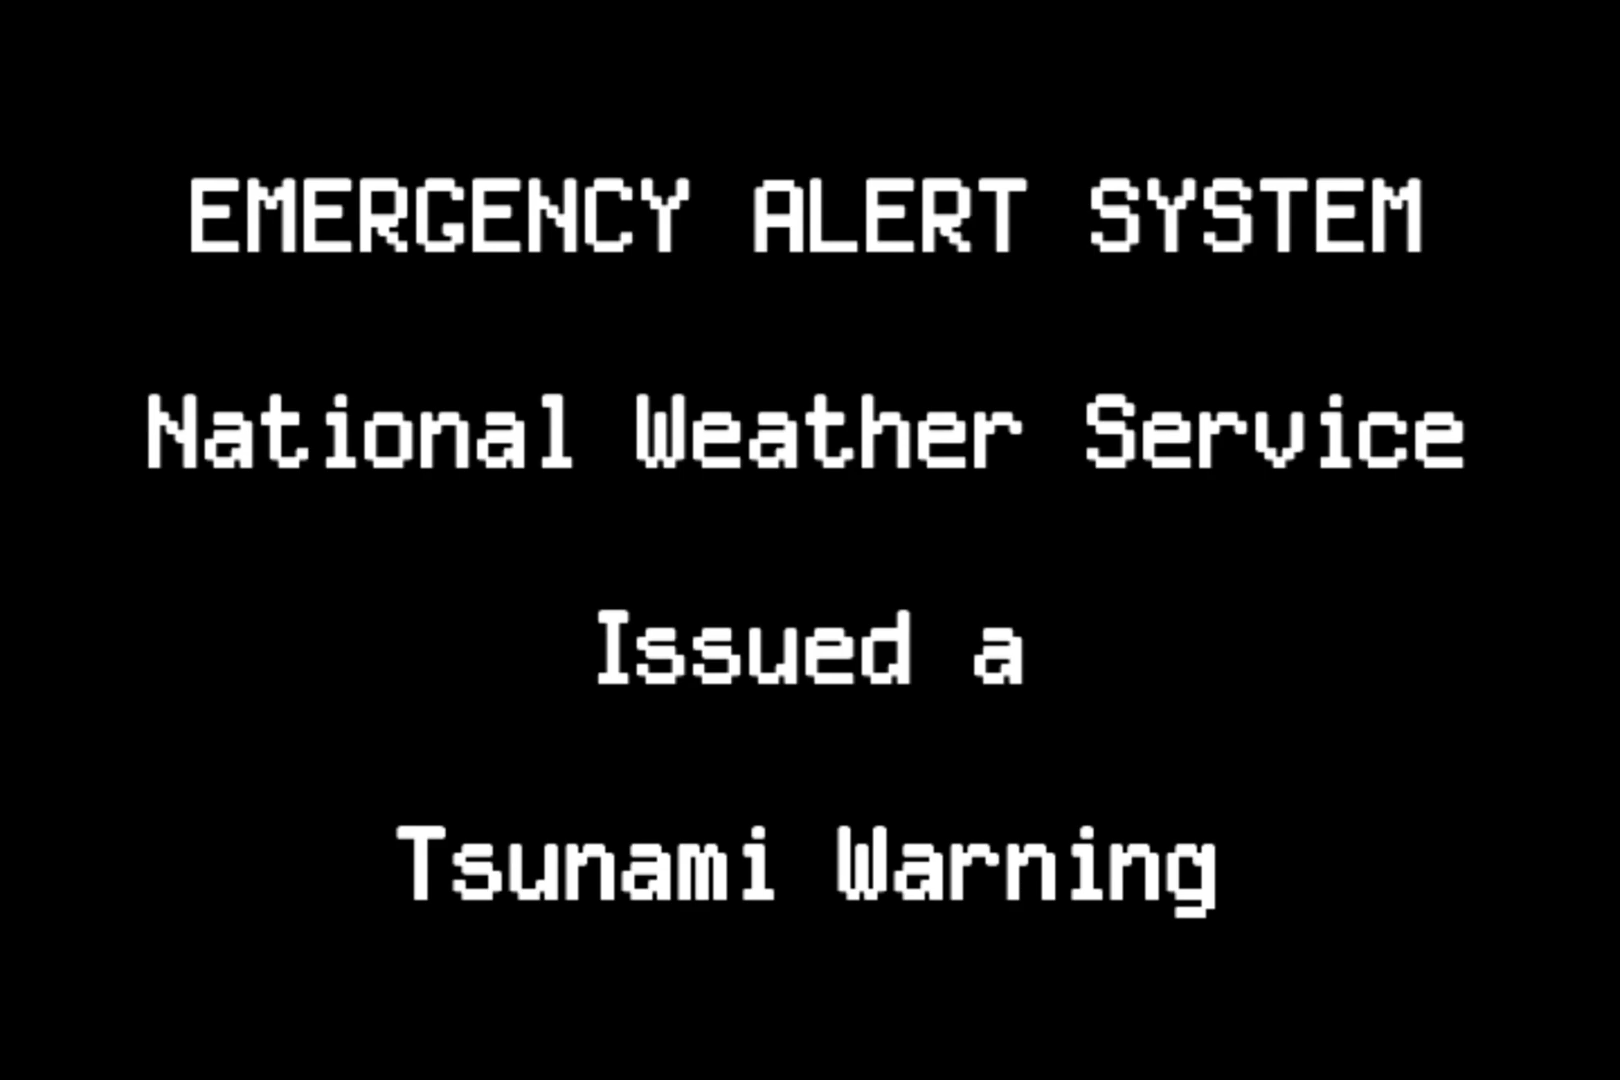 EMERGENCY ALERT SYSTEM
National Weather Service
Issued a
Tsunami Warning